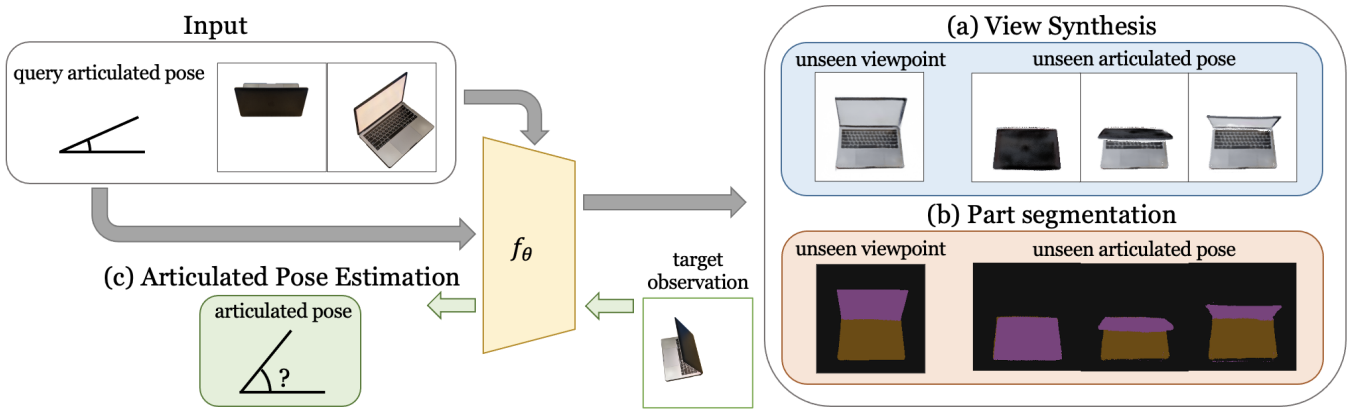 Input
query articulated pose
fθ
(c) Articulated Pose Estimation
articulated pose
?
target
observation
(a) View Synthesis
unseen viewpoint
unseen articulated pose
(b) Part segmentation
unseen viewpoint
unseen articulated pose